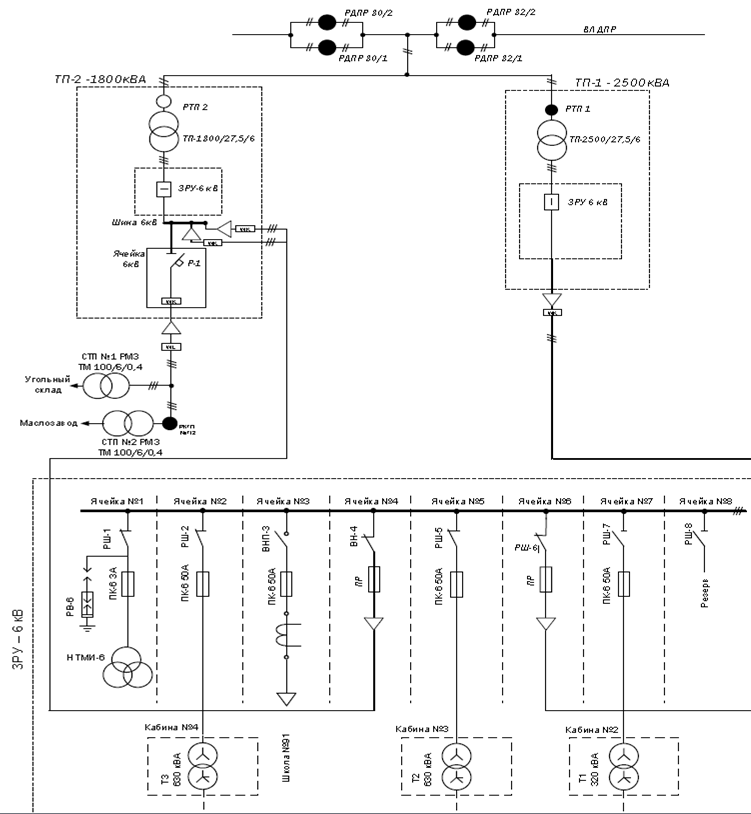 РДПР 80/2
РДПР 82/2
ВЛ ДПР
РДПР 80/1
РДПР 82/1
ТП-2 -1800кВА
ТП-1 - 2500кВА
РТП 2
ТП-1800/27,5/6
РТП 1
ТП-2500/27,5/6
ЗРУ-6 кВ
ЗРУ 6 кВ
Шина 6кВ
Ячейка
6кВ
Р-1
СТП №1 РМЗ
ТМ 100/6/0,4
Угольный
склад
Маслозавод
СТП №2 РМЗ
ТМ 100/6/0,4
ЗРУ – 6 кВ
Ячейка №1
Ячейка №2
Ячейка №3
Ячейка №4
Ячейка №5
Ячейка №6
Ячейка №7
Ячейка №8
РШ-1
РШ-2
ВНП-3
ВН-4
РШ-5
РШ-6
РШ-7
РШ-8
РВ-6
ПК-6 3А
ПК-6 50А
ПК-6 50А
ПР
ПК-6 50А
ПР
ПК-6 50А
Резерв
НТМИ-6
Кабина №4
Т3
630 кВА
Школа №91
Кабина №3
Т2
630 кВА
Кабина №2
Т1
320 кВА